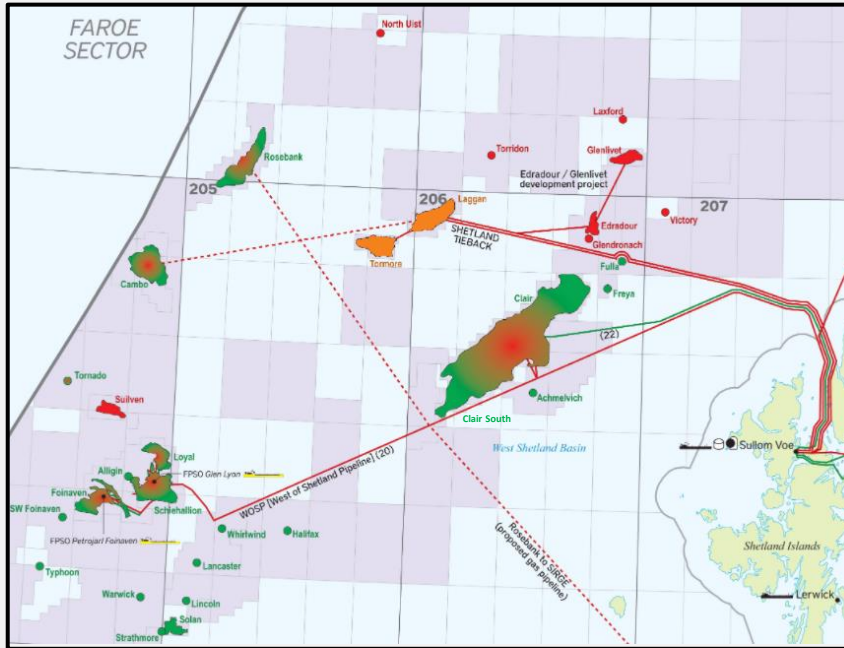 FAROE
SECTOR
North Uist
Laxford
Torridon
Glenlivet
Rosebank
Edradour / Glenlivet
development project
205
206
207
Laggan
Victory
Edradour
Glendronach
SHETLAND
TIEBACK
Tormore
Cambo
Fulla
Freya
Clair
(22)
Tornado
Suilven
Achmelvich
Clair South
West Shetland Basin
Sullom Voe
Loyal
Alligin
FPSO Glen Lyon
Foinaven
WOSP [West of Shetland Pipeline] (20)
SW Foinaven
Schiehallion
FPSO Petrojarl Foinaven
Whirlwind
Halifax
Rosebank to SIRGE
(proposed gas pipeline)
Shetland Islands
Typhoon
Lancaster
Warwick
Lincoln
Lerwick
Solan
Strathmore